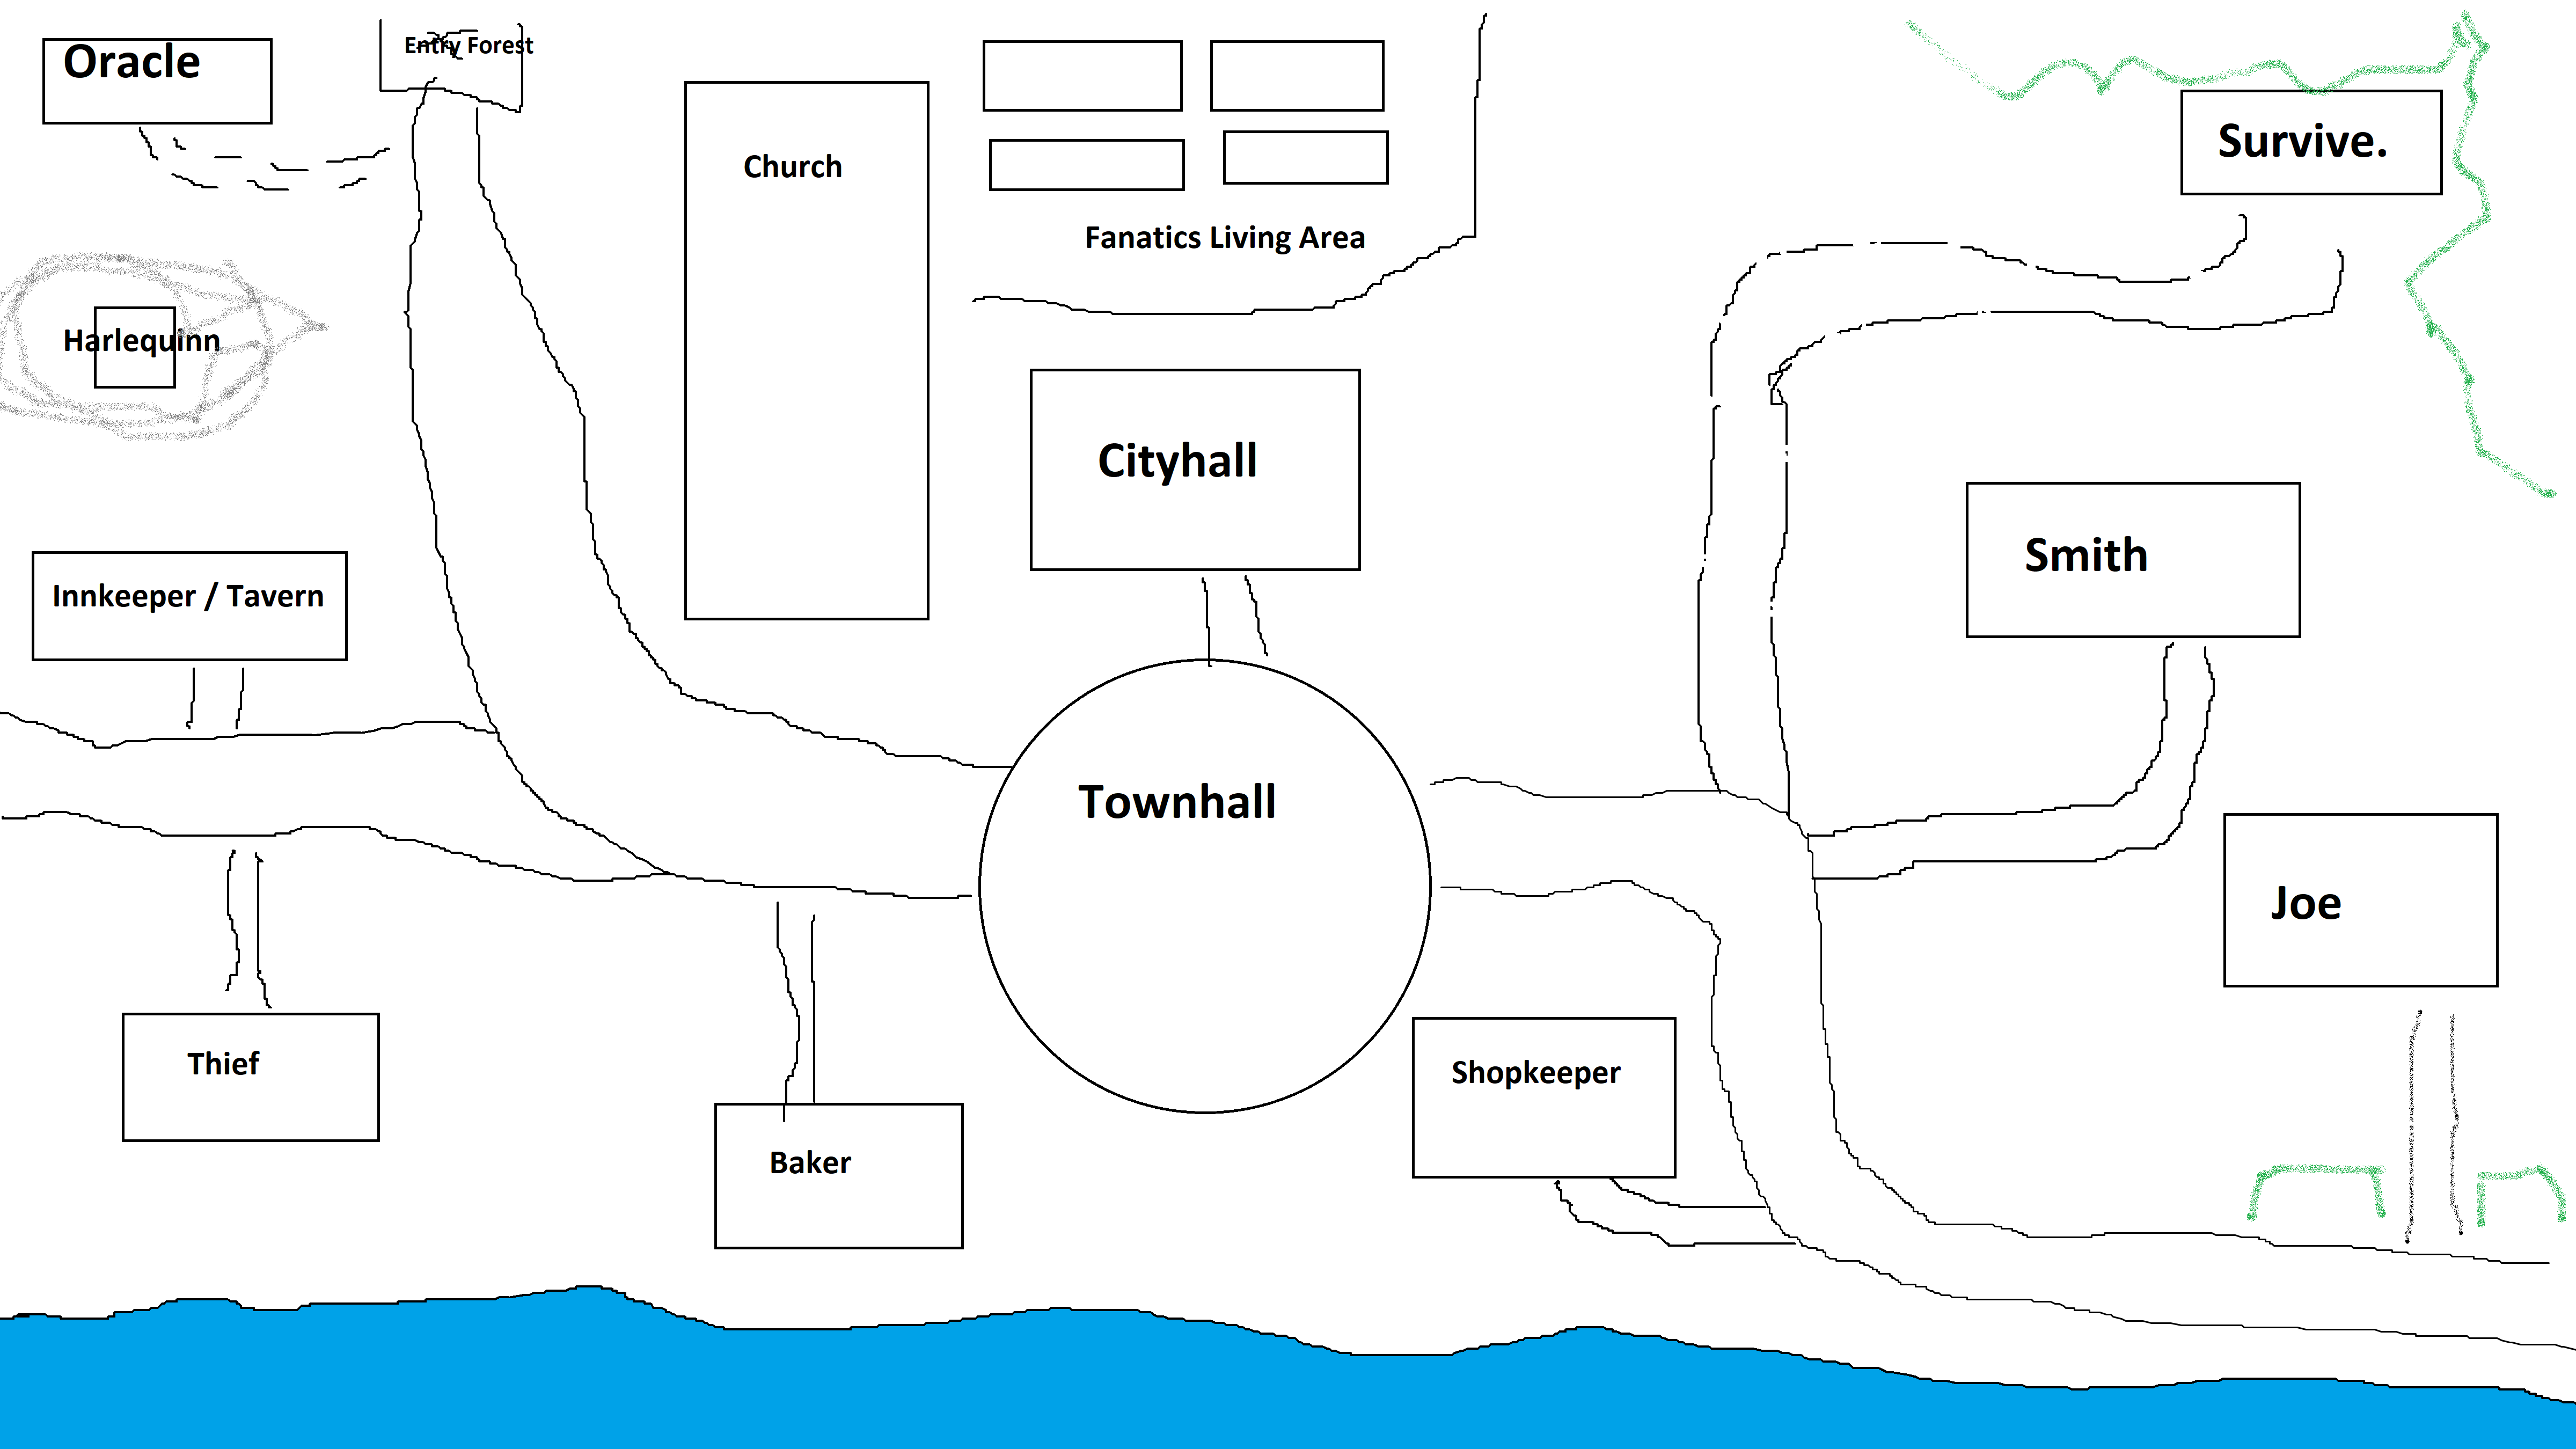 Oracle
Entry Forest
Church
Fanatics Living Area
Survive.
Harlequinn
Cityhall
Smith
Innkeeper / Tavern
Townhall
Joe
Thief
Baker
Shopkeeper